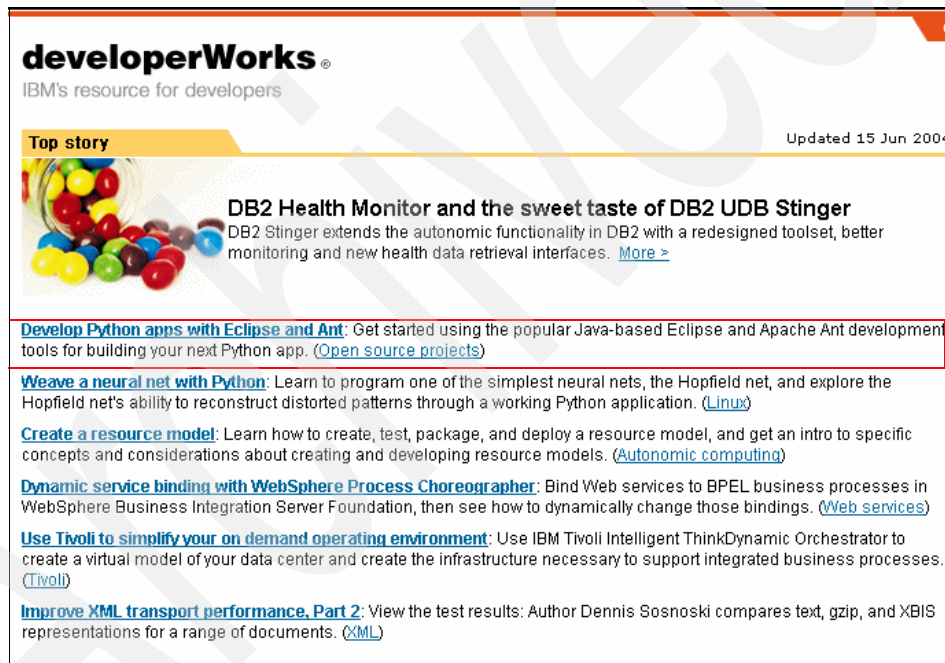 developerWorks ®
IBM's resource for developers
Top story
Updated 15 Jun 2004
DB2 Health Monitor and the sweet taste of DB2 UDB Stinger
DB2 Stinger extends the autonomic functionality in DB2 with a redesigned toolset, better
monitoring and new health data retrieval interfaces. More >
Develop Python apps with Eclipse and Ant: Get started using the popular Java-based Eclipse and Apache Ant development
tools for building your next Python app. (Open source projects)
Weave a neural net with Python: Learn to program one of the simplest neural nets, the Hopfield net, and explore the
Hopfield net's ability to reconstruct distorted patterns through a working Python application. (Linux)
Create a resource model: Learn how to create, test, package, and deploy a resource model, and get an intro to specific
concepts and considerations about creating and developing resource models. (Autonomic computing)
Dynamic service binding with WebSphere Process Choreographer: Bind Web services to BPEL business processes in
WebSphere Business Integration Server Foundation, then see how to dynamically change those bindings. (Web services)
Use Tivoli to simplify your on demand operating environment: Use IBM Tivoli Intelligent ThinkDynamic Orchestrator to
create a virtual model of your data center and create the infrastructure necessary to support integrated business processes.
(Tivoli)
Improve XML transport performance, Part 2: View the test results: Author Dennis Sosnoski compares text, gzip, and XBIS
representations for a range of documents. (XML)